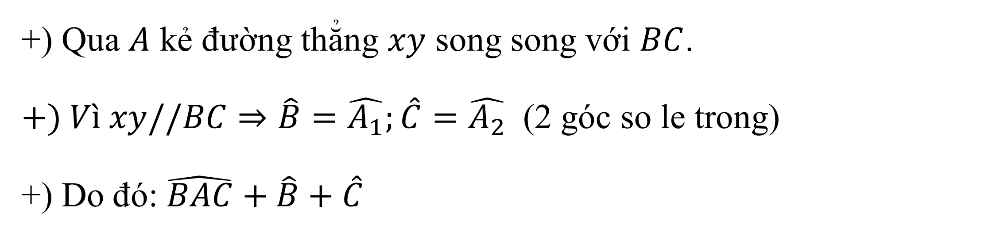 +) Qua A kẻ đường thẳng xy song song với BC.
+) Vì xy//BC ⇒ B̂ = Â₁; Ĉ = Â₂ (2 góc so le trong)
+) Do đó: \widehat{BAC} + B̂ + Ĉ